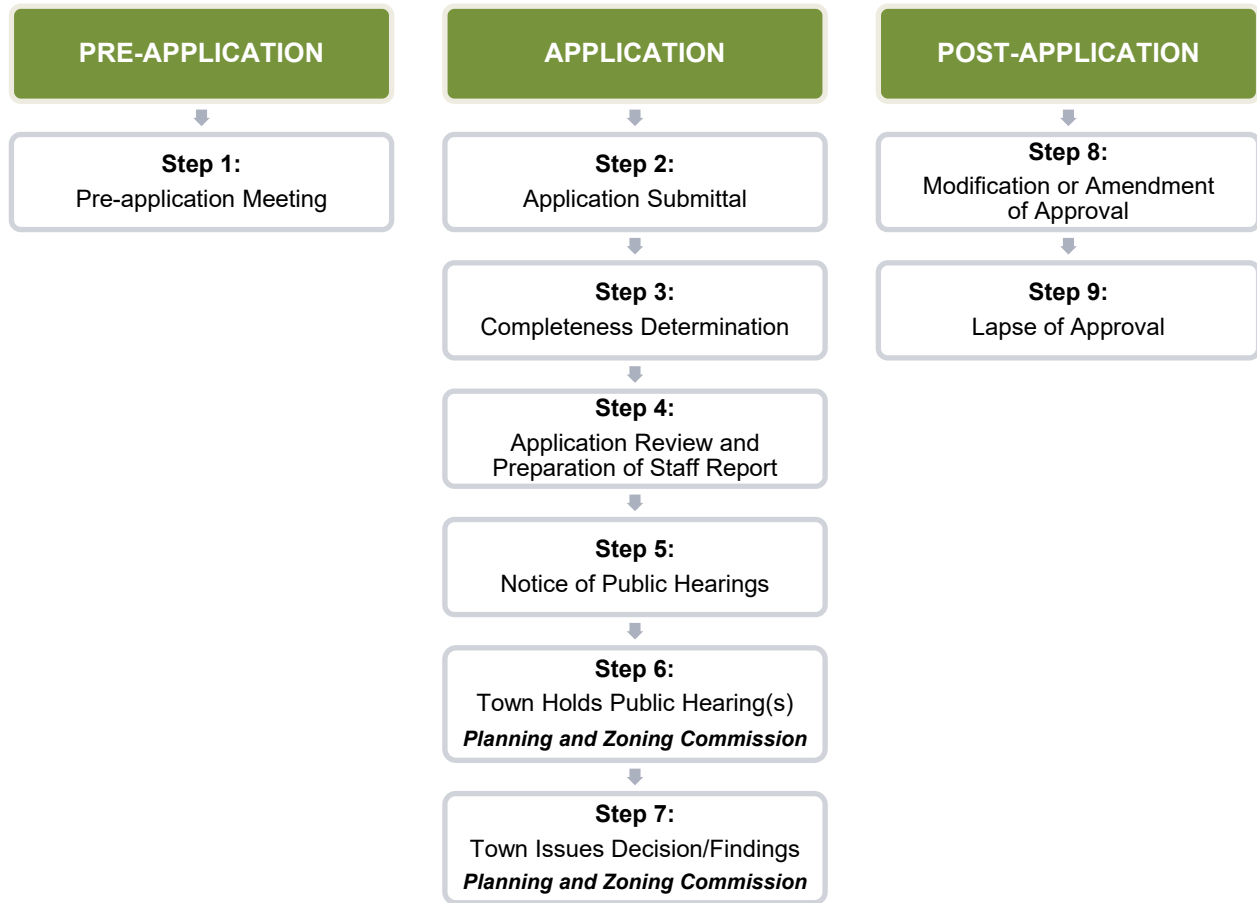 PRE-APPLICATION
Step 1:
Pre-application Meeting
APPLICATION
Step 2:
Application Submittal
Step 3:
Completeness Determination
Step 4:
Application Review and
Preparation of Staff Report
Step 5:
Notice of Public Hearings
Step 6:
Town Holds Public Hearing(s)
Planning and Zoning Commission
Step 7:
Town Issues Decision/Findings
Planning and Zoning Commission
POST-APPLICATION
Step 8:
Modification or Amendment
of Approval
Step 9:
Lapse of Approval